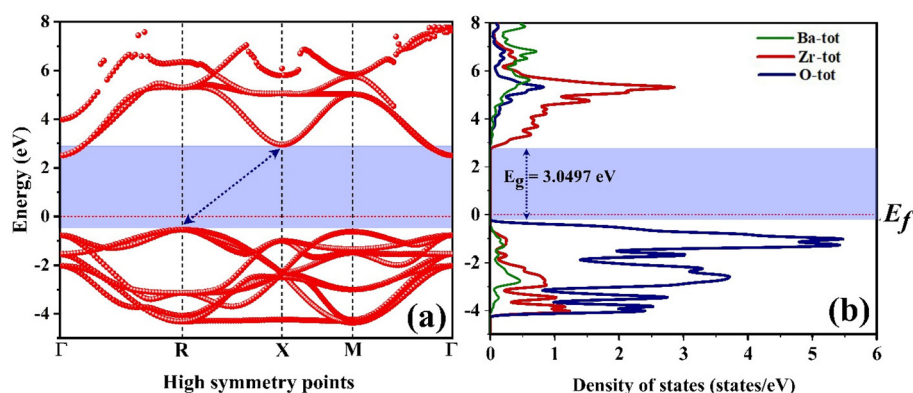 8
6
4
2
0
-2
-4
Energy (eV)
(a)
Γ
R
X
M
Γ
High symmetry points
8
6
4
2
0
-2
-4
Ba-tot
Zr-tot
O-tot
E_g = 3.0497 eV
E_f
(b)
0
1
2
3
4
5
6
Density of states (states/eV)